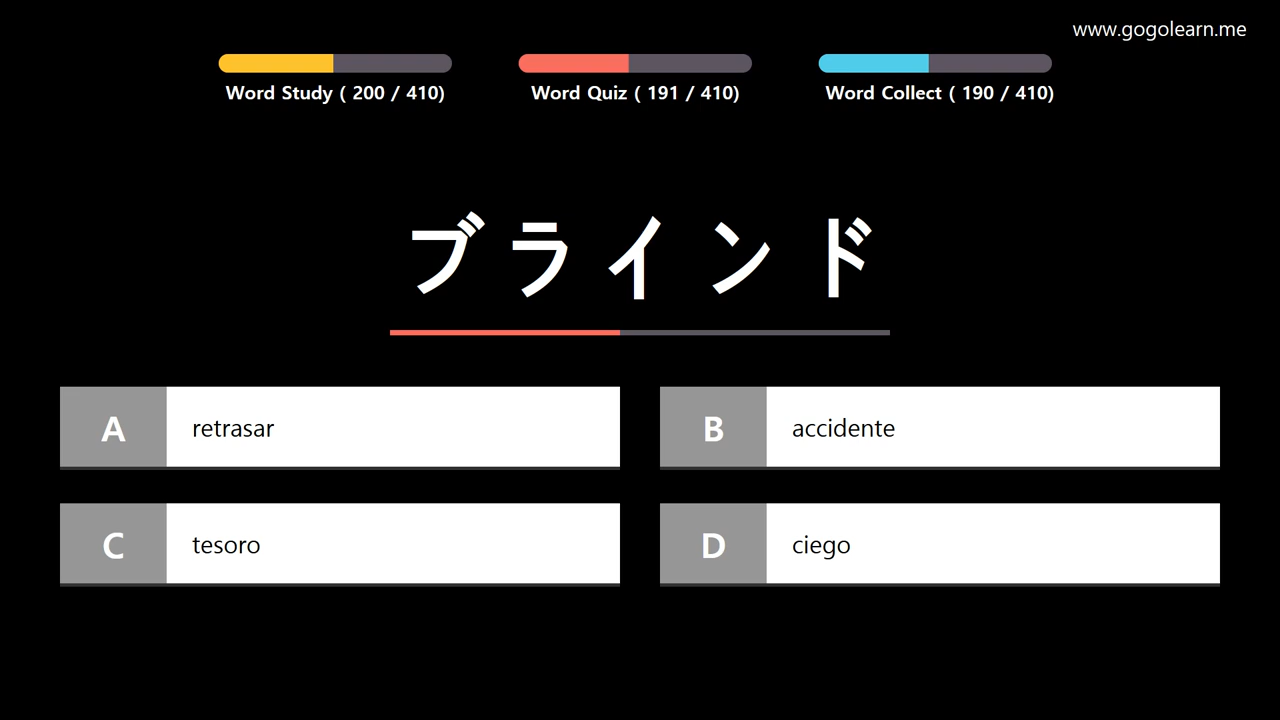 www.gogolearn.me
Word Study ( 200 / 410)
Word Quiz ( 191 / 410)
Word Collect ( 190 / 410)
ブラインド
A retrasar
B accidente
C tesoro
D ciego